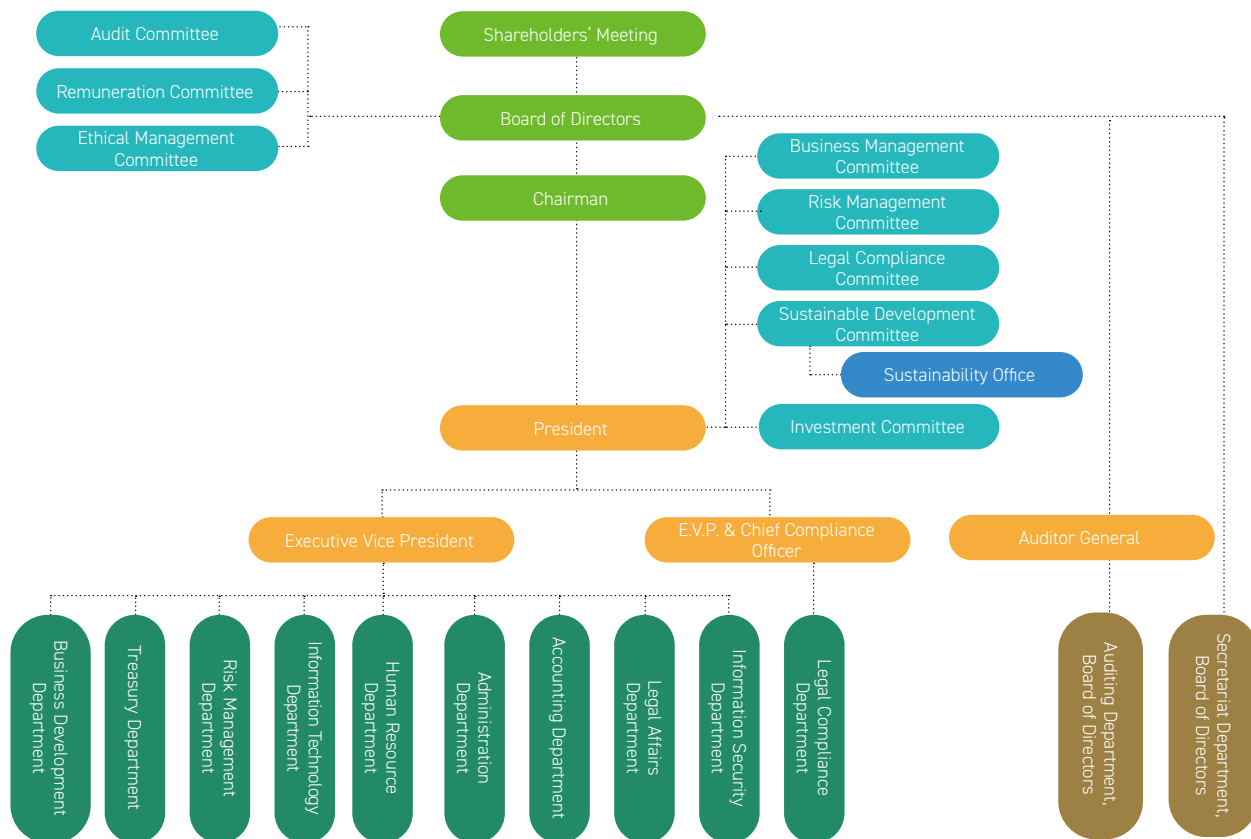 Audit Committee
Shareholders' Meeting
Remuneration Committee
Board of Directors
Ethical Management
Committee
Business Management
Committee
Chairman
Risk Management
Committee
Legal Compliance
Committee
Sustainable Development
Committee
Sustainability Office
President
Investment Committee
Executive Vice President
E.V.P. & Chief Compliance
Officer
Auditor General
Business Development
Department
Treasury Department
Risk Management
Department
Information Technology
Department
Human Resource
Department
Administration
Department
Accounting Department
Legal Affairs
Department
Information Security
Department
Legal Compliance
Department
Auditing Department,
Board of Directors
Secretariat Department,
Board of Directors